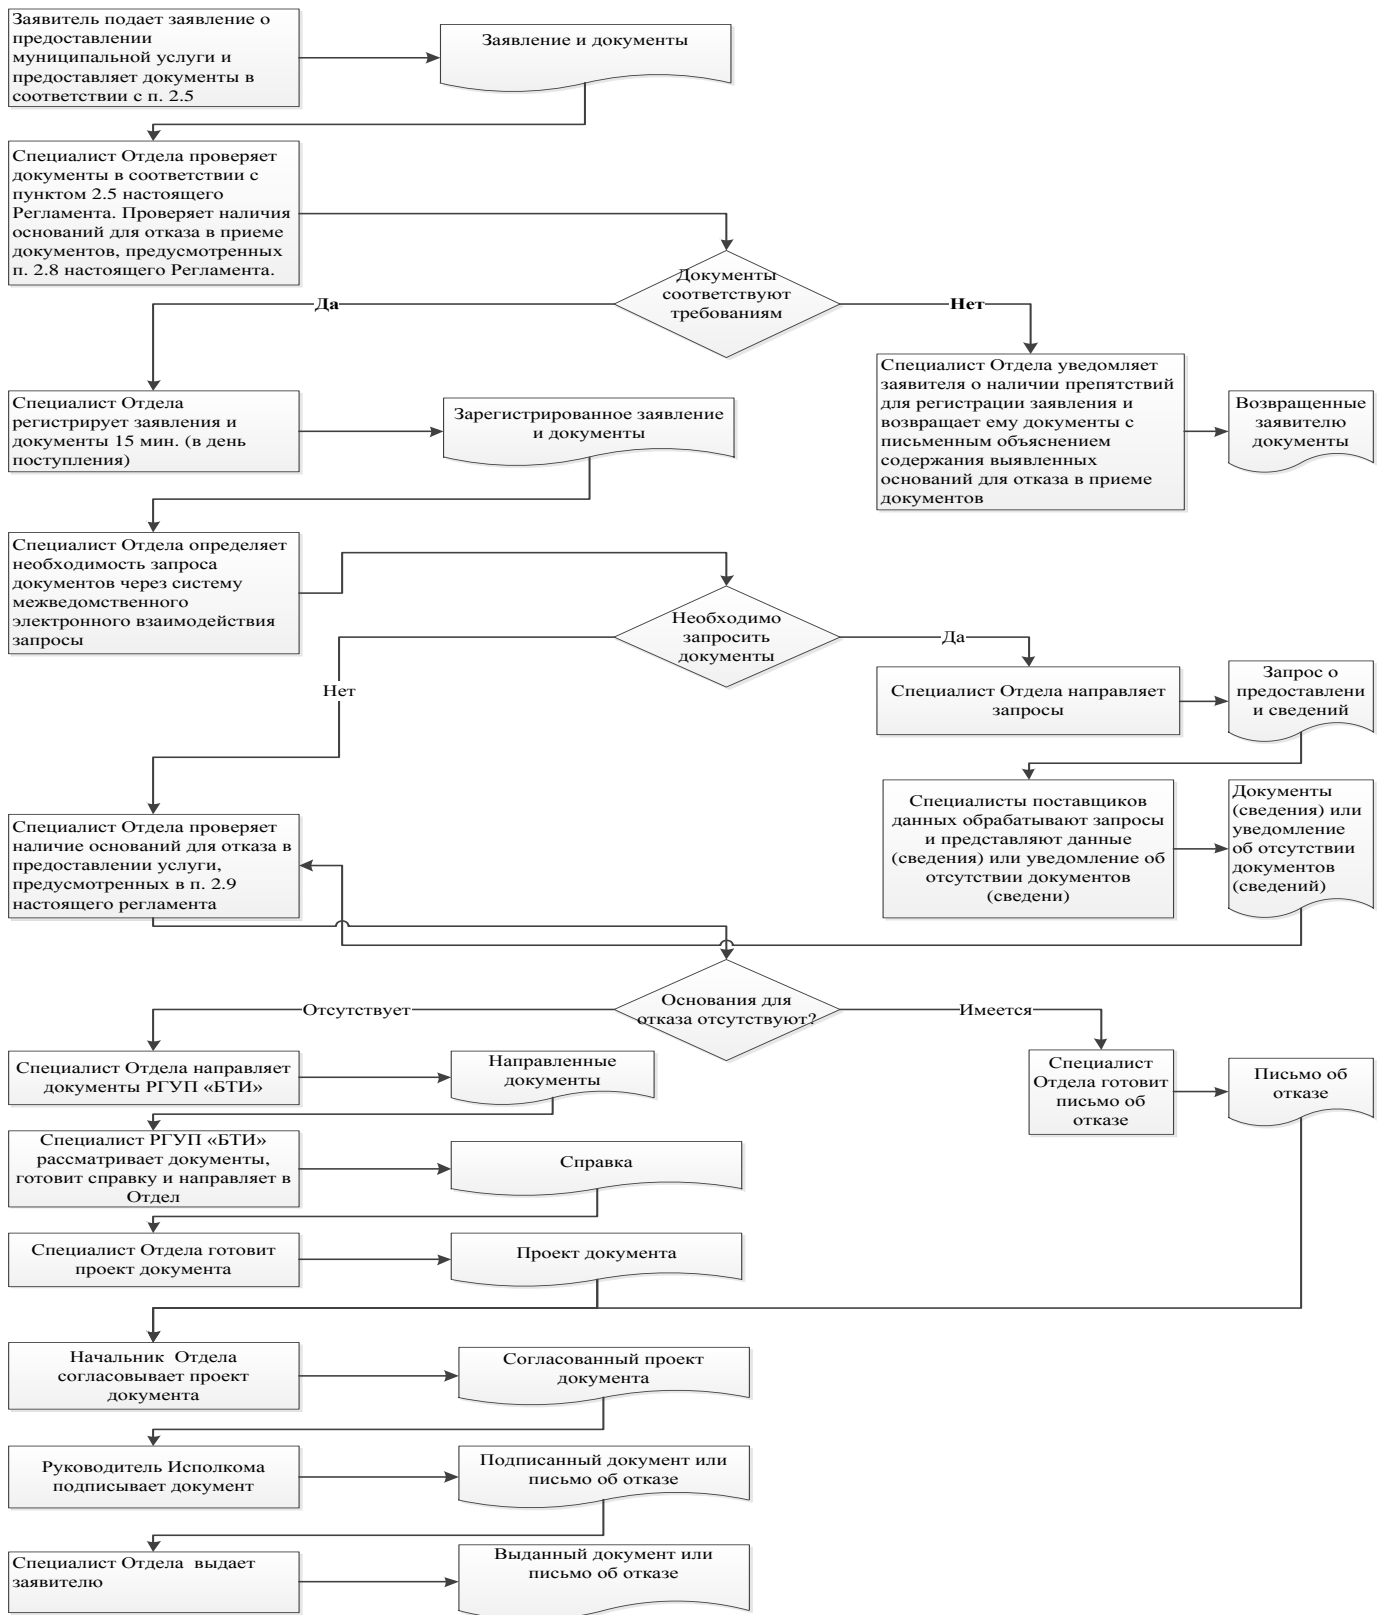 Заявитель подает заявление о
предоставлении
муниципальной услуги и
предоставляет документы в
соответствии с п. 2.5
Заявление и документы
Специалист Отдела проверяет
документы в соответствии с
пунктом 2.5 настоящего
Регламента. Проверяет наличия
оснований для отказа в приеме
документов, предусмотренных
п. 2.8 настоящего Регламента.
Документы
соответствуют
требованиям
Да
Нет
Специалист Отдела
регистрирует заявления и
документы 15 мин. (в день
поступления)
Зарегистрированное заявление
и документы
Специалист Отдела уведомляет
заявителя о наличии препятствий
для регистрации заявления и
возвращает ему документы с
письменным объяснением
содержания выявленных
оснований для отказа в приеме
документов
Возвращенные
заявителю
документы
Специалист Отдела определяет
необходимость запроса
документов через систему
межведомственного
электронного взаимодействия
запросы
Необходимо
запросить
документы
Да
Нет
Специалист Отдела направляет
запросы
Запрос о
предоставлени
и сведений
Специалисты поставщиков
данных обрабатывают запросы
и представляют данные
(сведения) или уведомление об
отсутствии документов
(сведени)
Документы
(сведения) или
уведомление
об отсутствии
документов
(сведений)
Специалист Отдела проверяет
наличие оснований для отказа в
предоставлении услуги,
предусмотренных в п. 2.9
настоящего регламента
Основания для
отказа отсутствуют?
Отсутствует
Имеется
Специалист Отдела направляет
документы РГУП «БТИ»
Направленные
документы
Специалист
Отдела готовит
письмо об
отказе
Письмо об
отказе
Специалист РГУП «БТИ»
рассматривает документы,
готовит справку и направляет в
Отдел
Справка
Специалист Отдела готовит
проект документа
Проект документа
Начальник  Отдела
согласовывает проект
документа
Согласованный проект
документа
Руководитель Исполкома
подписывает документ
Подписанный документ или
письмо об отказе
Специалист Отдела  выдает
заявителю
Выданный документ или
письмо об отказе